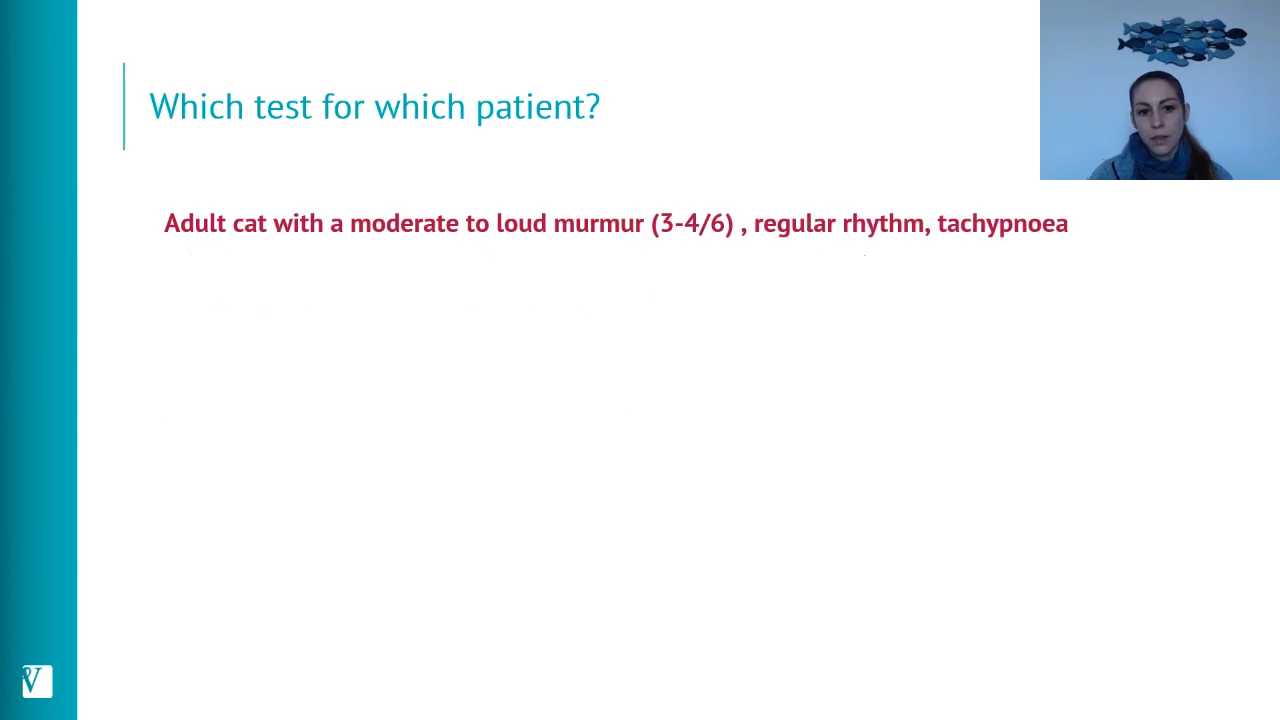 Which test for which patient?
Adult cat with a moderate to loud murmur (3-4/6) , regular rhythm, tachypnoea